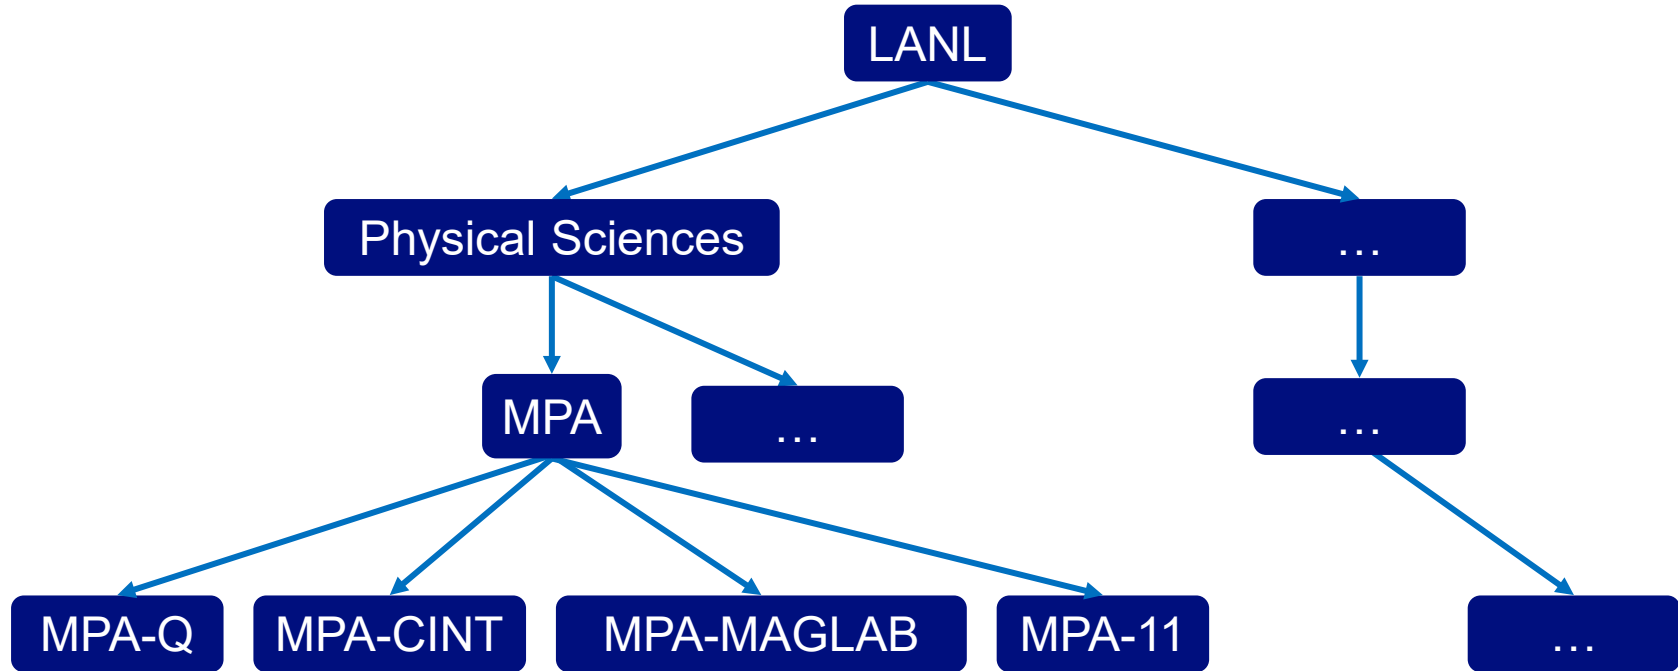 LANL
Physical Sciences
...
MPA
...
...
MPA-Q
MPA-CINT
MPA-MAGLAB
MPA-11
...